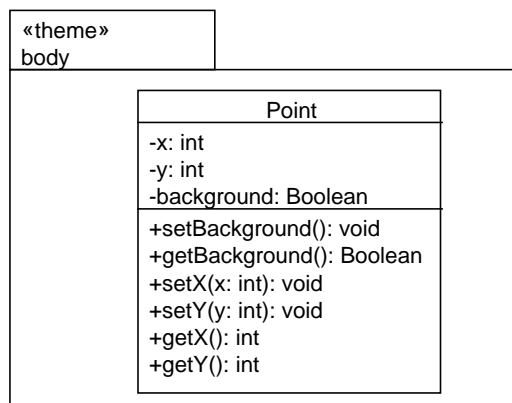 «theme»
body
Point
-x: int
-y: int
-background: Boolean
+setBackground(): void
+getBackground(): Boolean
+setX(x: int): void
+setY(y: int): void
+getX(): int
+getY(): int